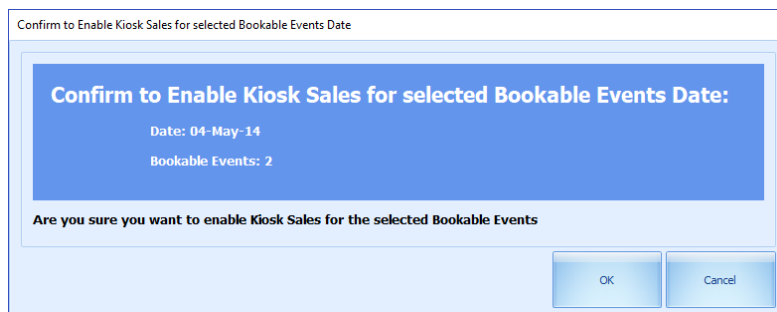 Confirm to Enable Kiosk Sales for selected Bookable Events Date
Confirm to Enable Kiosk Sales for selected Bookable Events Date:
Date: 04-May-14
Bookable Events: 2
Are you sure you want to enable Kiosk Sales for the selected Bookable Events
OK
Cancel